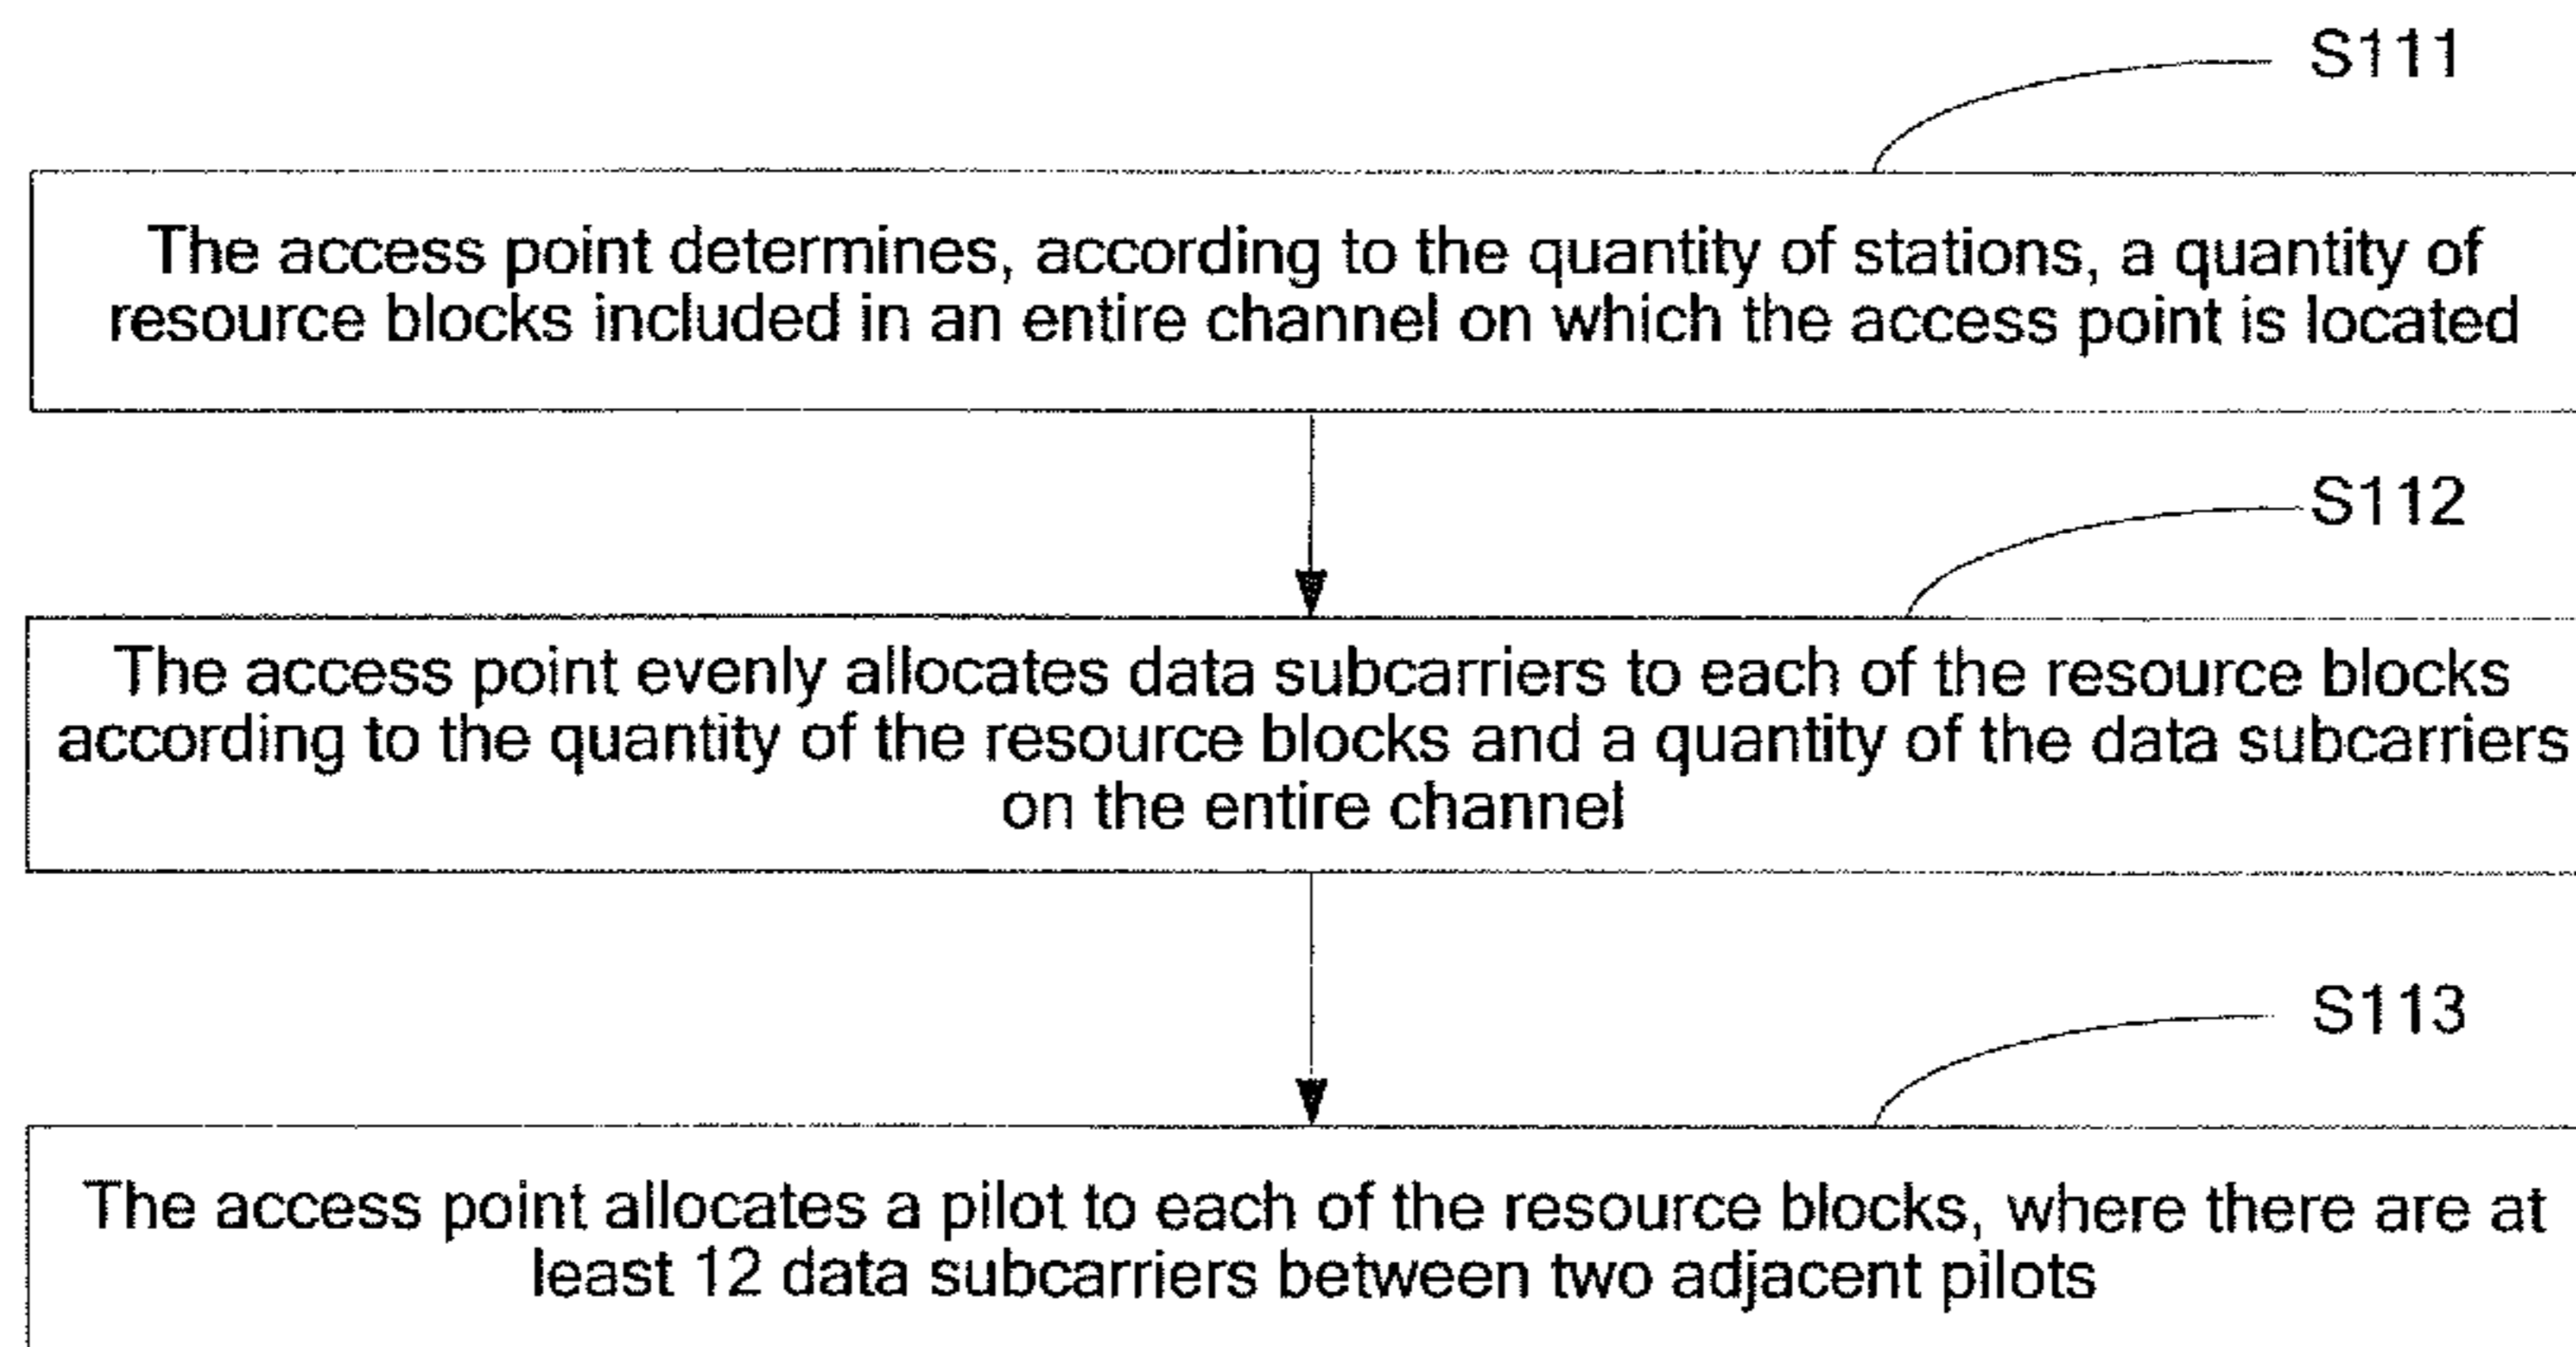 S111
The access point determines, according to the quantity of stations, a quantity of
resource blocks included in an entire channel on which the access point is located
S112
The access point evenly allocates data subcarriers to each of the resource blocks
according to the quantity of the resource blocks and a quantity of the data subcarriers
on the entire channel
S113
The access point allocates a pilot to each of the resource blocks, where there are at
least 12 data subcarriers between two adjacent pilots